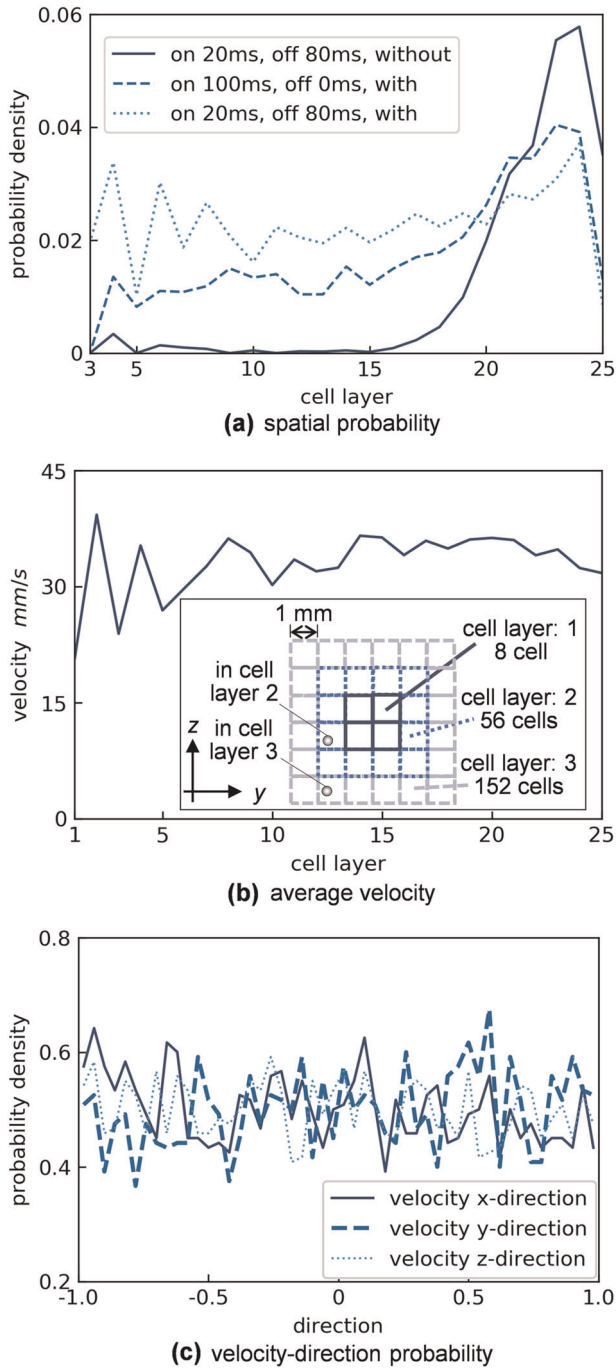 0.06
0.04
0.02
0
probability density
on 20ms, off 80ms, without
on 100ms, off 0ms, with
on 20ms, off 80ms, with
3 5 10 15 20 25
cell layer
(a) spatial probability
45
30
15
0
velocity mm/s
1 mm
in cell
layer 2
in cell
layer 3
z
y
cell layer: 1
8 cell
cell layer: 2
56 cells
cell layer: 3
152 cells
1 5 10 15 20 25
cell layer
(b) average velocity
0.8
0.6
0.4
0.2
probability density
velocity x-direction
velocity y-direction
velocity z-direction
-1.0 -0.5 0 0.5 1.0
direction
(c) velocity-direction probability